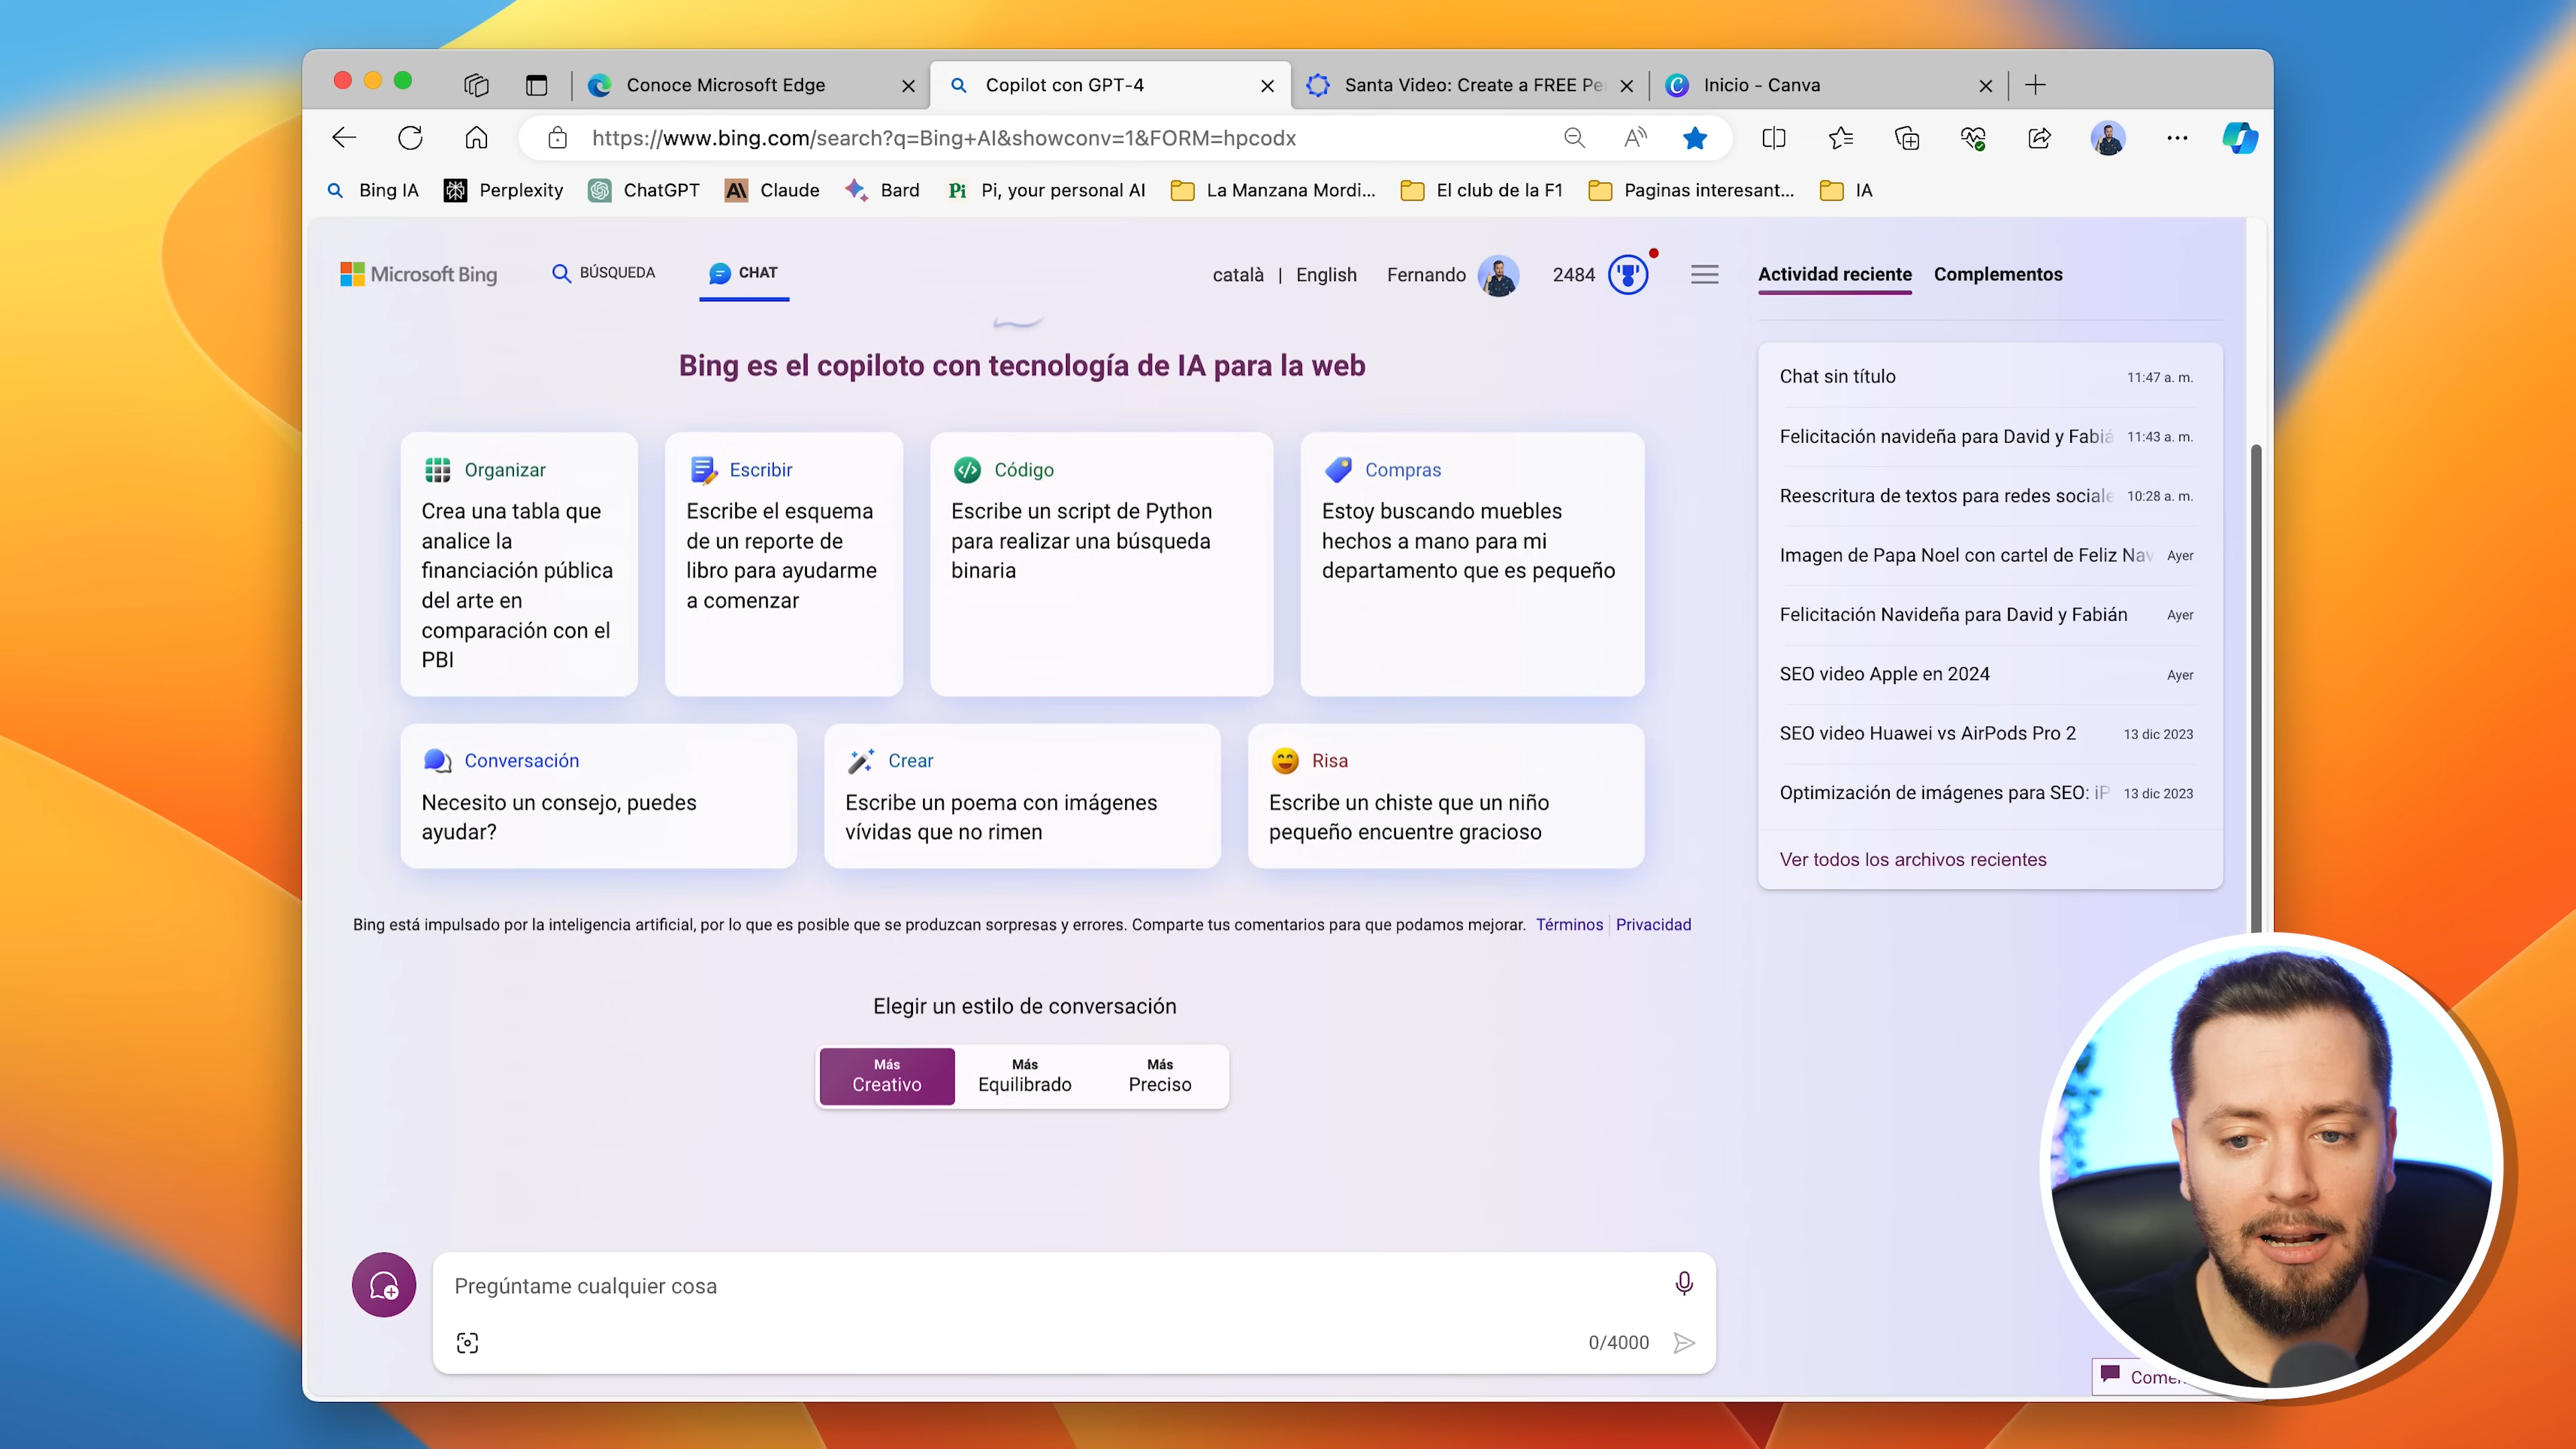 Conoce Microsoft Edge
Copilot con GPT-4
Santa Video: Create a FREE Pe
Inicio - Canva
https://www.bing.com/search?q=Bing+AI&showconv=1&FORM=hpcodx
Bing IA
Perplexity
ChatGPT
Claude
Bard
Pi, your personal AI
La Manzana Mordi...
El club de la F1
Paginas interesant...
IA
Microsoft Bing
BÚSQUEDA
CHAT
català | English
Fernando
2484
Actividad reciente
Complementos
Bing es el copiloto con tecnología de IA para la web
Organizar
Crea una tabla que
analice la
financiación pública
del arte en
comparación con el
PBI
Escribir
Escribe el esquema
de un reporte de
libro para ayudarme
a comenzar
Código
Escribe un script de Python
para realizar una búsqueda
binaria
Compras
Estoy buscando muebles
hechos a mano para mi
departamento que es pequeño
Conversación
Necesito un consejo, puedes
ayudar?
Crear
Escribe un poema con imágenes
vívidas que no rimen
Risa
Escribe un chiste que un niño
pequeño encuentre gracioso
Chat sin título 11:47 a. m.
Felicitación navideña para David y Fabiá 11:43 a. m.
Reescritura de textos para redes sociale 10:28 a. m.
Imagen de Papa Noel con cartel de Feliz Nav Ayer
Felicitación Navideña para David y Fabián Ayer
SEO video Apple en 2024 Ayer
SEO video Huawei vs AirPods Pro 2 13 dic 2023
Optimización de imágenes para SEO: iP 13 dic 2023
Ver todos los archivos recientes
Bing está impulsado por la inteligencia artificial, por lo que es posible que se produzcan sorpresas y errores. Comparte tus comentarios para que podamos mejorar. Términos | Privacidad
Elegir un estilo de conversación
Más
Creativo
Más
Equilibrado
Más
Preciso
Pregúntame cualquier cosa
0/4000